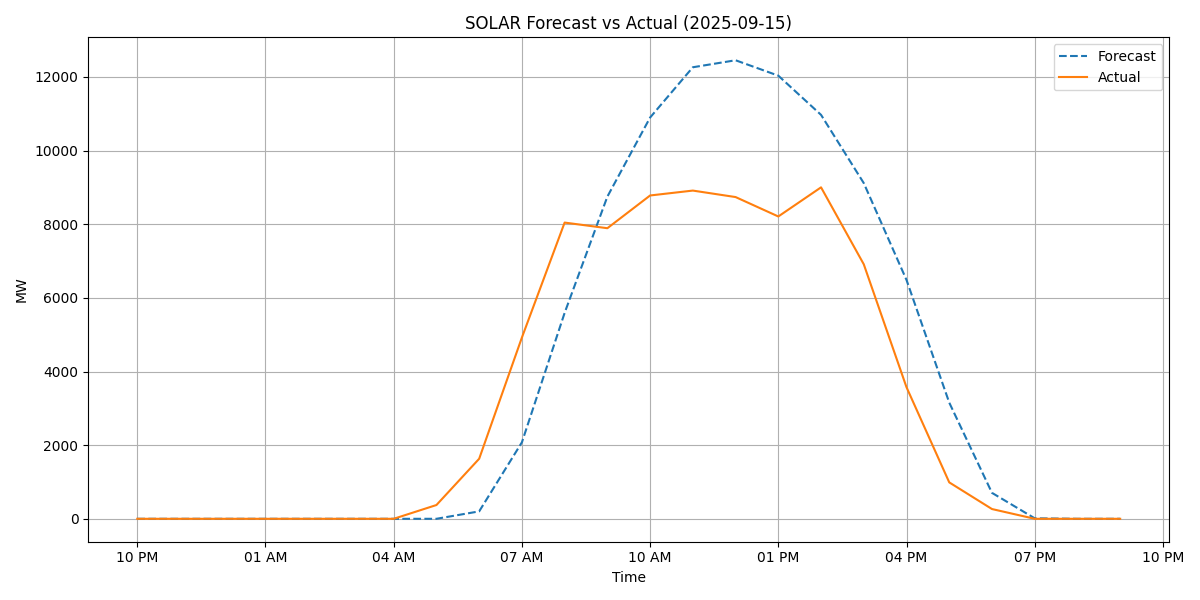 SOLAR Forecast vs Actual (2025-09-15)
Forecast
Actual
12000
10000
8000
6000
4000
2000
0
MW
10 PM 01 AM 04 AM 07 AM 10 AM 01 PM 04 PM 07 PM 10 PM
Time